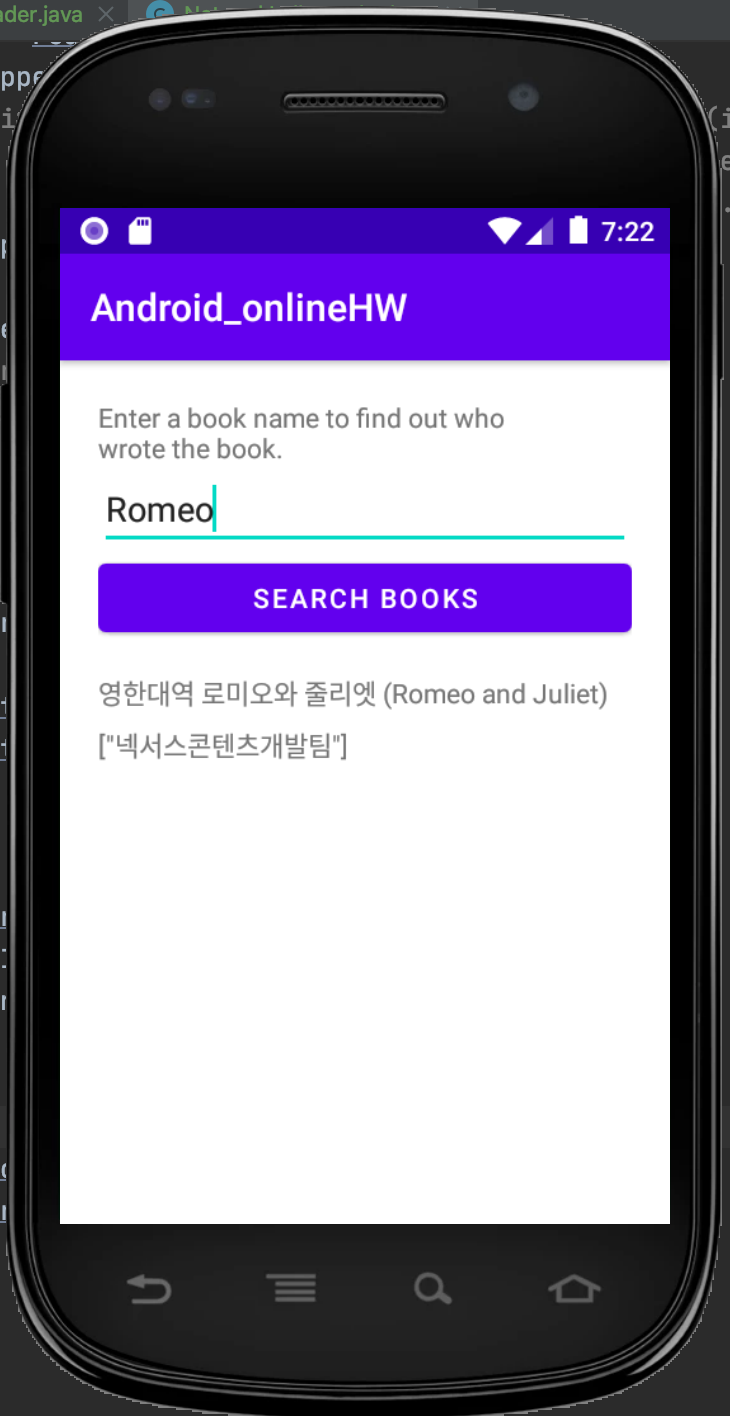 ader.java
7:22
Android_onlineHW
Enter a book name to find out who
wrote the book.
Romeo
SEARCH BOOKS
영한대역 로미오와 줄리엣 (Romeo and Juliet)
["넥서스콘텐츠개발팀"]